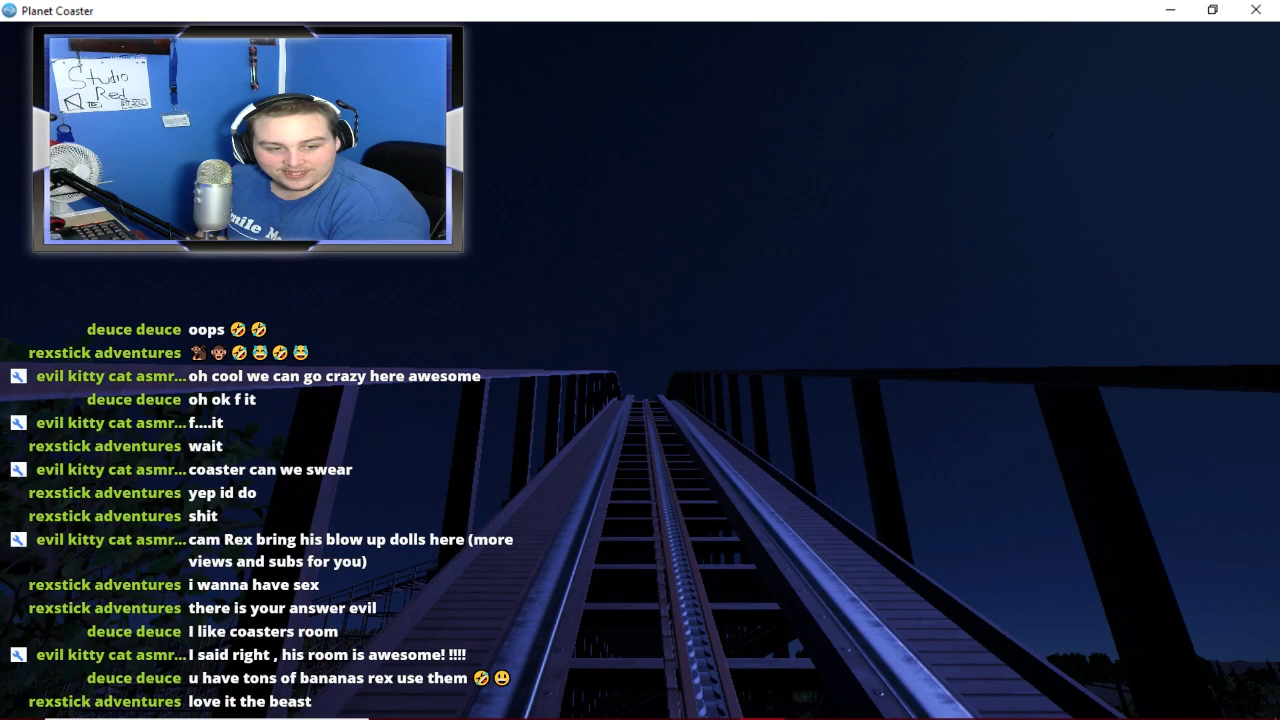 Planet Coaster
Studio
Red
mile M
deuce deuce oops 🤣 🤣
rexstick adventures 🐒 🐵 🤣 😂 🤣 😂
evil kitty cat asmr... oh cool we can go crazy here awesome
deuce deuce oh ok f it
evil kitty cat asmr... f....it
rexstick adventures wait
evil kitty cat asmr... coaster can we swear
rexstick adventures yep id do
rexstick adventures shit
evil kitty cat asmr... cam Rex bring his blow up dolls here (more
views and subs for you)
rexstick adventures i wanna have sex
rexstick adventures there is your answer evil
deuce deuce I like coasters room
evil kitty cat asmr... I said right , his room is awesome! !!!!
deuce deuce u have tons of bananas rex use them 🤣 😃
rexstick adventures love it the beast